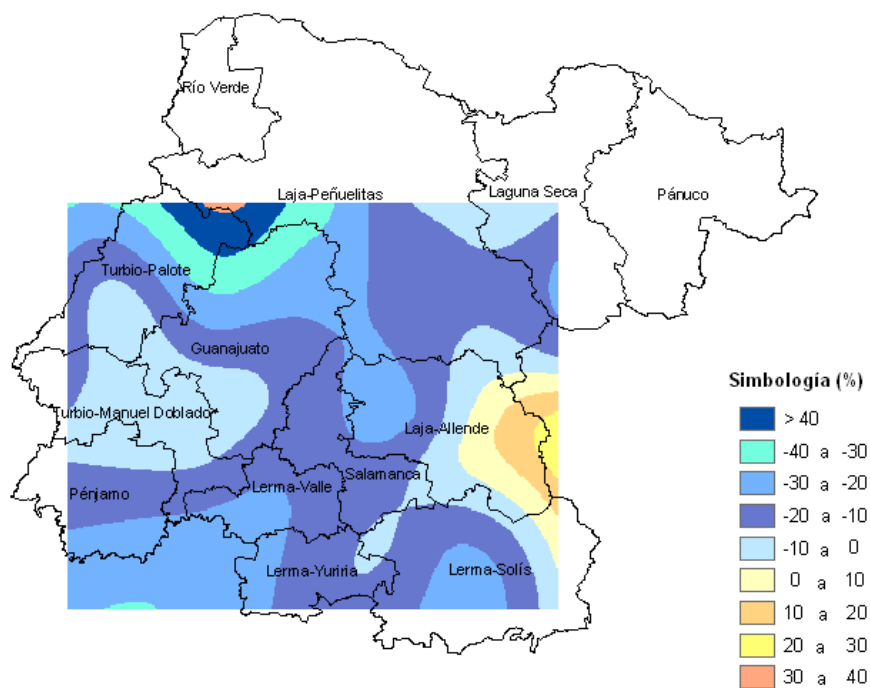 Río Verde
Laja-Peñuelitas
Laguna Seca
Pánuco
Turbio-Palote
Guanajuato
Turbio-Manuel Doblado
Laja-Allende
Salamanca
Pénjamo
Lerma-Valle
Lerma-Yuriria
Lerma-Solís
Simbología (%)
> 40
-40 a -30
-30 a -20
-20 a -10
-10 a 0
0 a 10
10 a 20
20 a 30
30 a 40